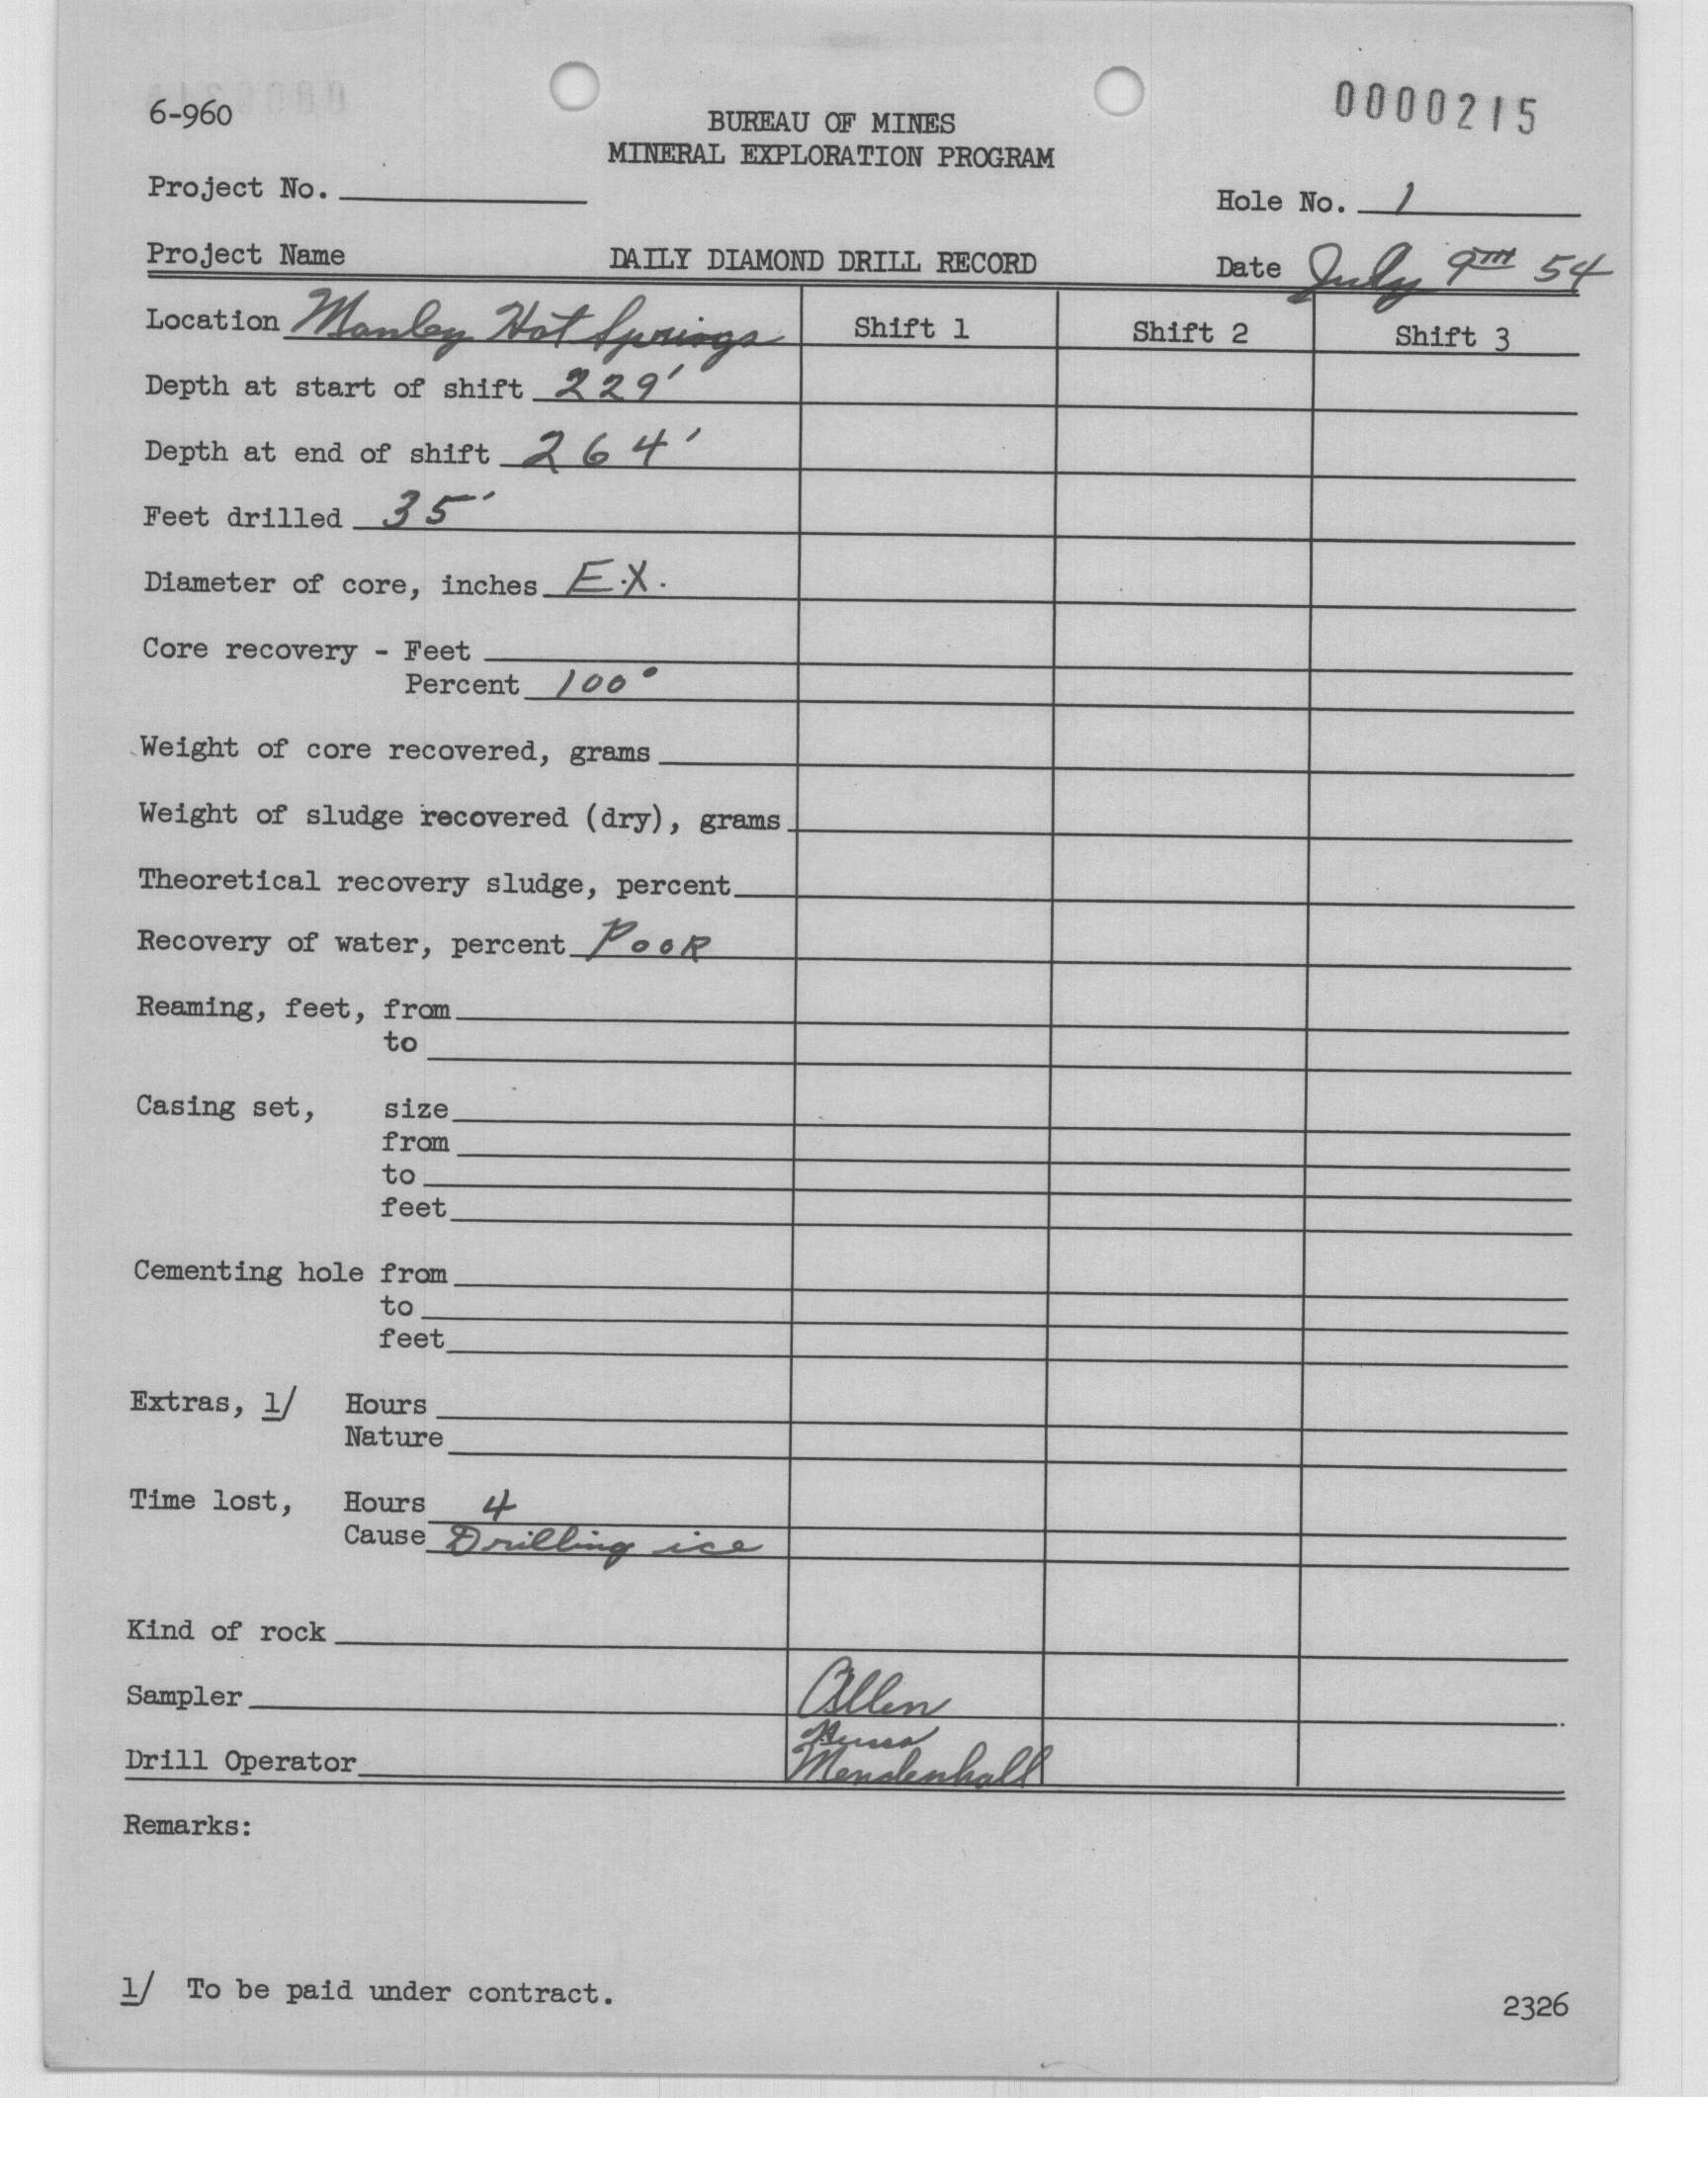 0000215
6-960
BUREAU OF MINES
MINERAL EXPLORATION PROGRAM
Project No.
Hole No. 1
Project Name DAILY DIAMOND DRILL RECORD Date July 9TH 54
Location Manley Hot Springs Shift 1 Shift 2 Shift 3
Depth at start of shift 229'
Depth at end of shift 264'
Feet drilled 35'
Diameter of core, inches E.X.
Core recovery - Feet
Percent 100°
Weight of core recovered, grams
Weight of sludge recovered (dry), grams
Theoretical recovery sludge, percent
Recovery of water, percent POOR
Reaming, feet, from
to
Casing set, size
from
to
feet
Cementing hole from
to
feet
Extras, 1/ Hours
Nature
Time lost, Hours 4
Cause Drilling ice
Kind of rock
Sampler Allen
Drill Operator Mendenhall
Remarks:
1/ To be paid under contract.
2326